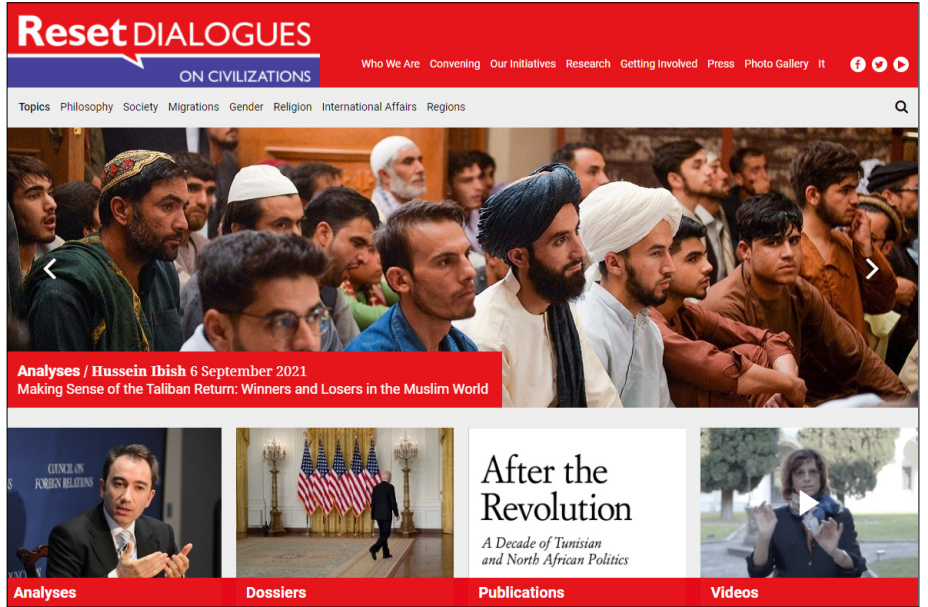 Reset DIALOGUES
ON CIVILIZATIONS
Who We Are Convening Our Initiatives Research Getting Involved Press Photo Gallery It
Topics Philosophy Society Migrations Gender Religion International Affairs Regions
Analyses / Hussein Ibish 6 September 2021
Making Sense of the Taliban Return: Winners and Losers in the Muslim World
COUNCIL ON
FOREIGN RELATIONS
After the
Revolution
A Decade of Tunisian
and North African Politics
Analyses
Dossiers
Publications
Videos